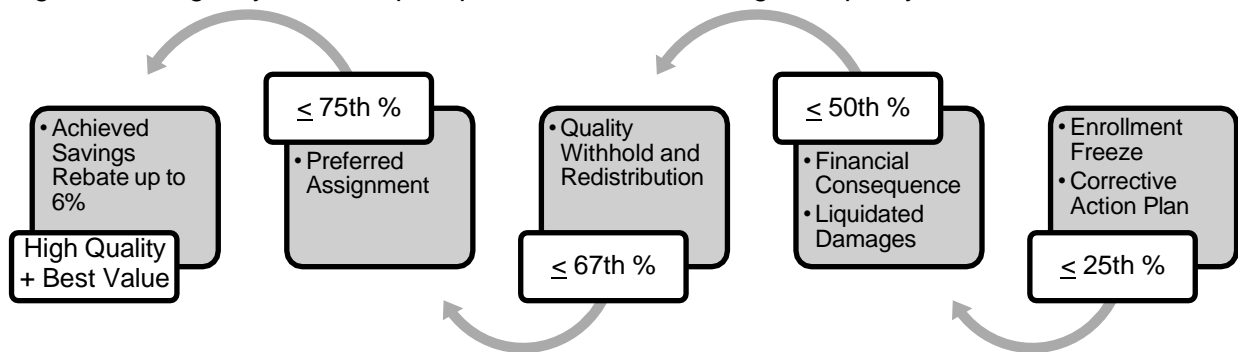 • Achieved
Savings
Rebate up to
6%
High Quality
+ Best Value
≤ 75th %
• Preferred
Assignment
• Quality
Withhold and
Redistribution
≤ 67th %
≤ 50th %
• Financial
Consequence
• Liquidated
Damages
• Enrollment
Freeze
• Corrective
Action Plan
≤ 25th %